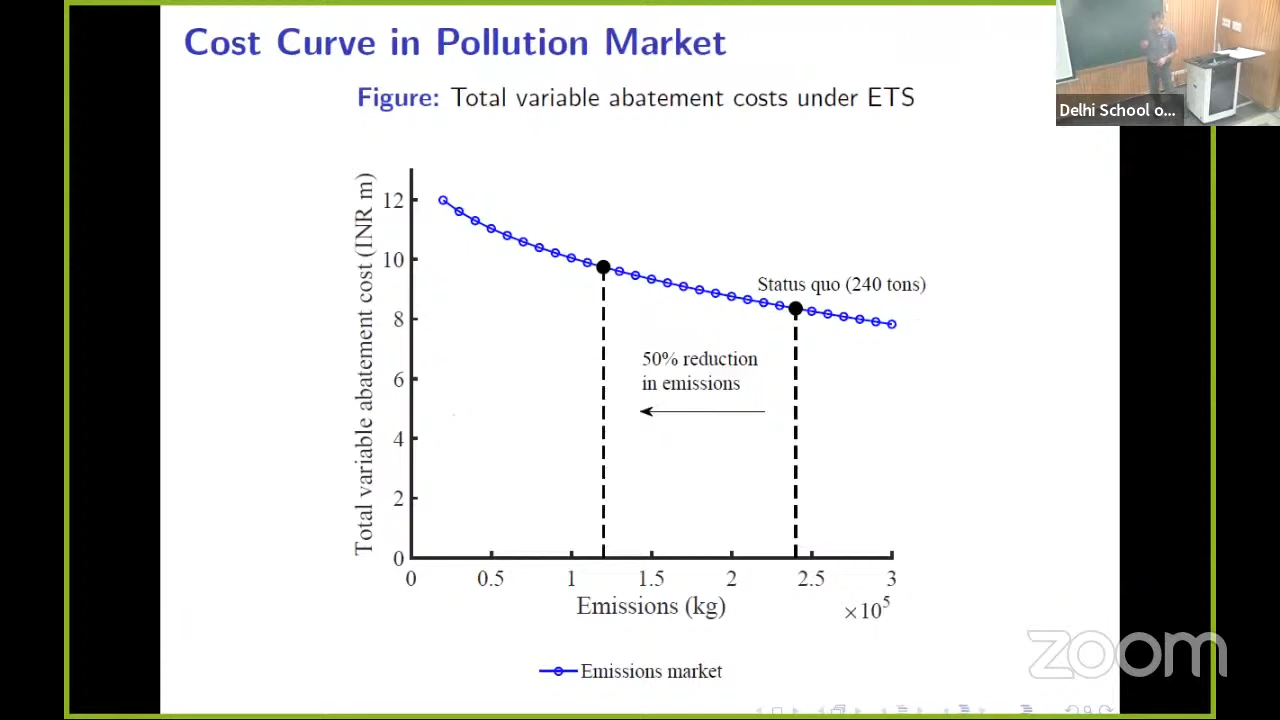 Cost Curve in Pollution Market
Figure: Total variable abatement costs under ETS
Delhi School o...
Total variable abatement cost (INR m)
12
10
8
6
4
2
0
Status quo (240 tons)
50% reduction
in emissions
0 0.5 1 1.5 2 2.5 3
Emissions (kg)
×10⁵
Emissions market
zoom